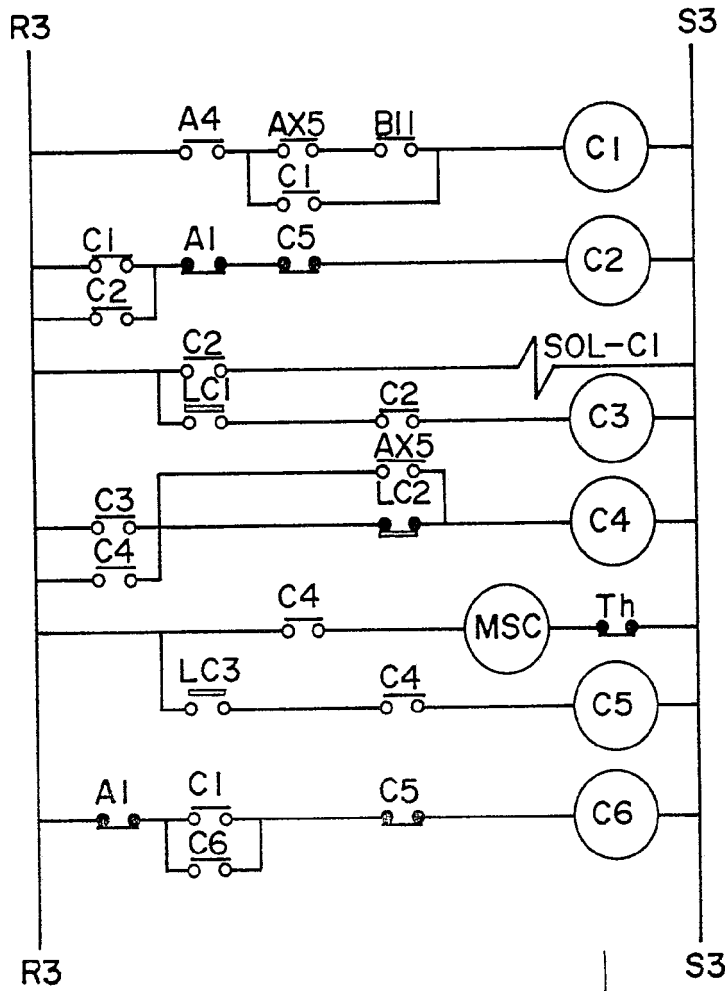 R3 S3
A4 AX5 B11 C1
C1
C1 A1 C5 C2
C2
C2 SOL-C1
LC1 C2 C3
AX5
C3 LC2 C4
C4
C4 MSC Th
LC3 C4 C5
A1 C1 C5 C6
C6
R3 S3